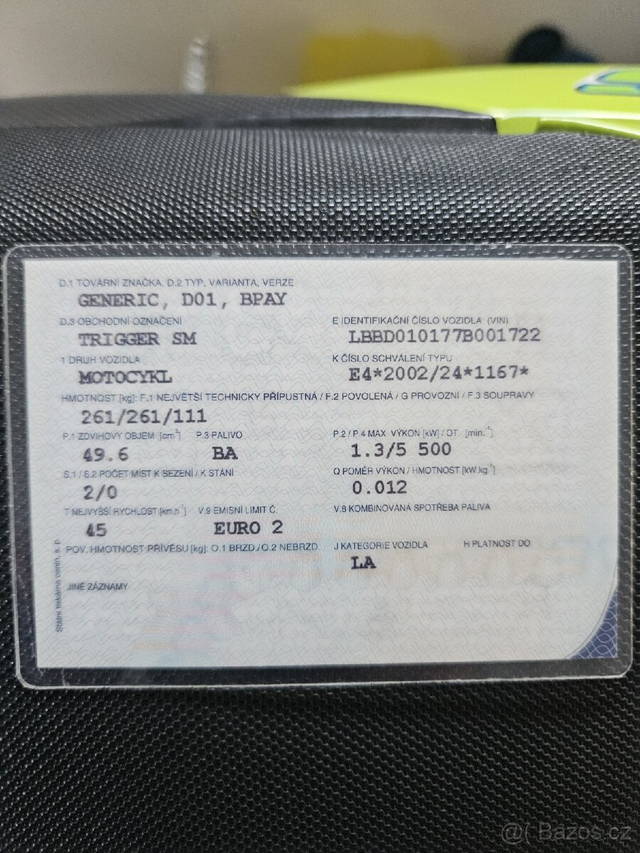 D.1 TOVÁRNÍ ZNAČKA, D.2 TYP, VARIANTA, VERZE
GENERIC, D01, BPAY
D.3 OBCHODNÍ OZNAČENÍ E IDENTIFIKAČNÍ ČÍSLO VOZIDLA (VIN)
TRIGGER SM LBBD010177B001722
1 DRUH VOZIDLA K ČÍSLO SCHVÁLENÍ TYPU
MOTOCYKL E4*2002/24*1167*
HMOTNOST [kg]: F.1 NEJVĚTŠÍ TECHNICKY PŘÍPUSTNÁ / F.2 POVOLENÁ / G PROVOZNÍ / F.3 SOUPRAVY
261/261/111
P.1 ZDVIHOVÝ OBJEM [cm³] P.3 PALIVO P.2 / P.4 MAX. VÝKON [kW] / OT. [min.⁻¹]
49.6 BA 1.3/5 500
S.1 / S.2 POČET MÍST K SEZENÍ / K STÁNÍ Q POMĚR VÝKON / HMOTNOST [kW.kg⁻¹]
2/0 0.012
T NEJVYŠŠÍ RYCHLOST [km.h⁻¹] V.9 EMISNÍ LIMIT Č. V.8 KOMBINOVANÁ SPOTŘEBA PALIVA
45 EURO 2
POV. HMOTNOST PŘÍVĚSU [kg]: O.1 BRZD./O.2 NEBRZD. J KATEGORIE VOZIDLA H PLATNOST DO
LA
JINÉ ZÁZNAMY
Státní tiskárna cenin, s. p.
@( Bazoš.cz